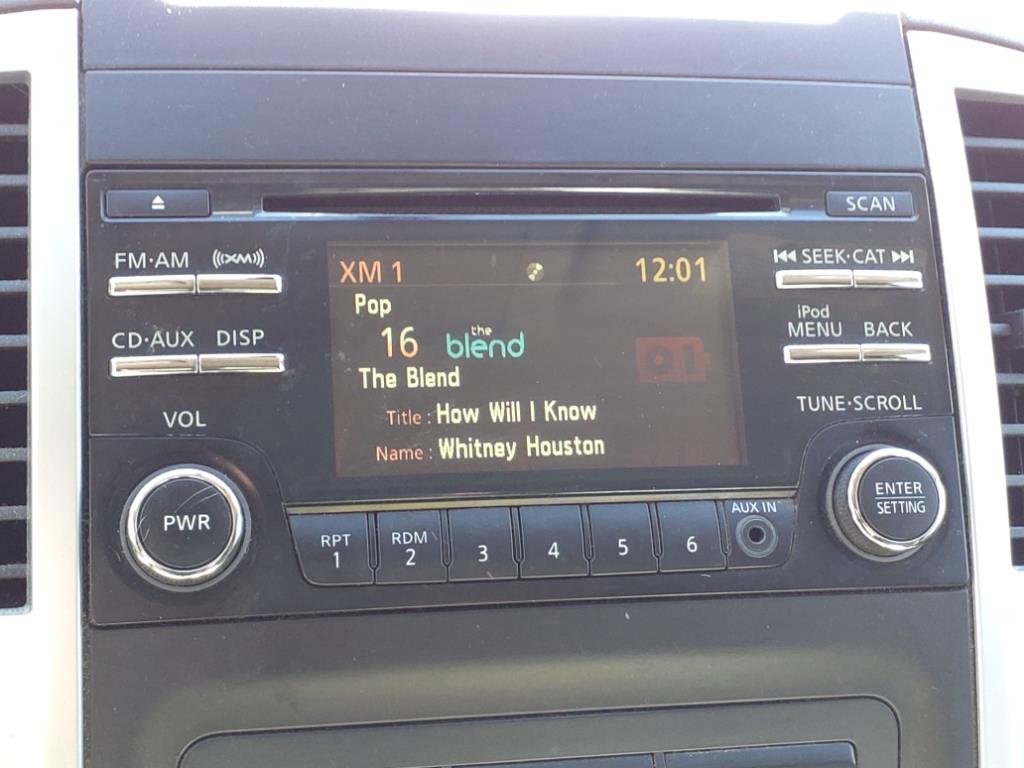 SCAN
FM·AM
((XM))
SEEK·CAT
XM 1
12:01
Pop
16 the blend
The Blend
Title : How Will I Know
Name : Whitney Houston
CD·AUX
DISP
iPod
MENU
BACK
VOL
TUNE·SCROLL
PWR
ENTER
SETTING
RPT
1
RDM
2
3
4
5
6
AUX IN